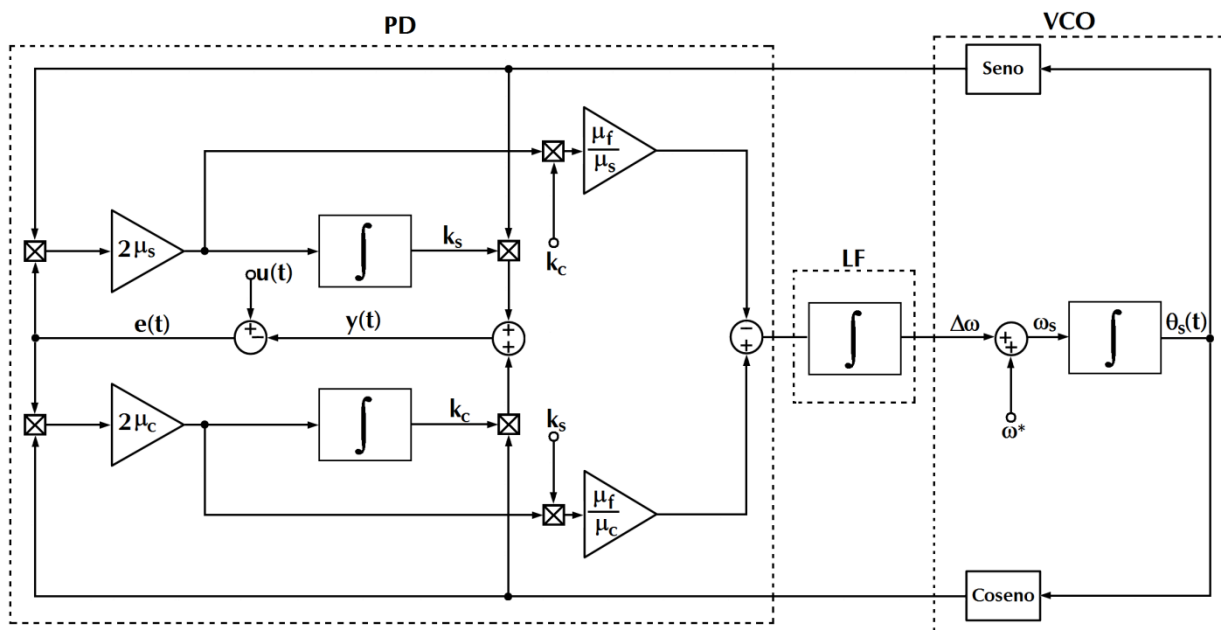 PD
VCO
Seno
μf
μs
2μs
∫
ks
kc
u(t)
LF
e(t)
y(t)
∫
Δω
ωs
∫
θs(t)
2μc
∫
kc
ks
ω*
μf
μc
Coseno